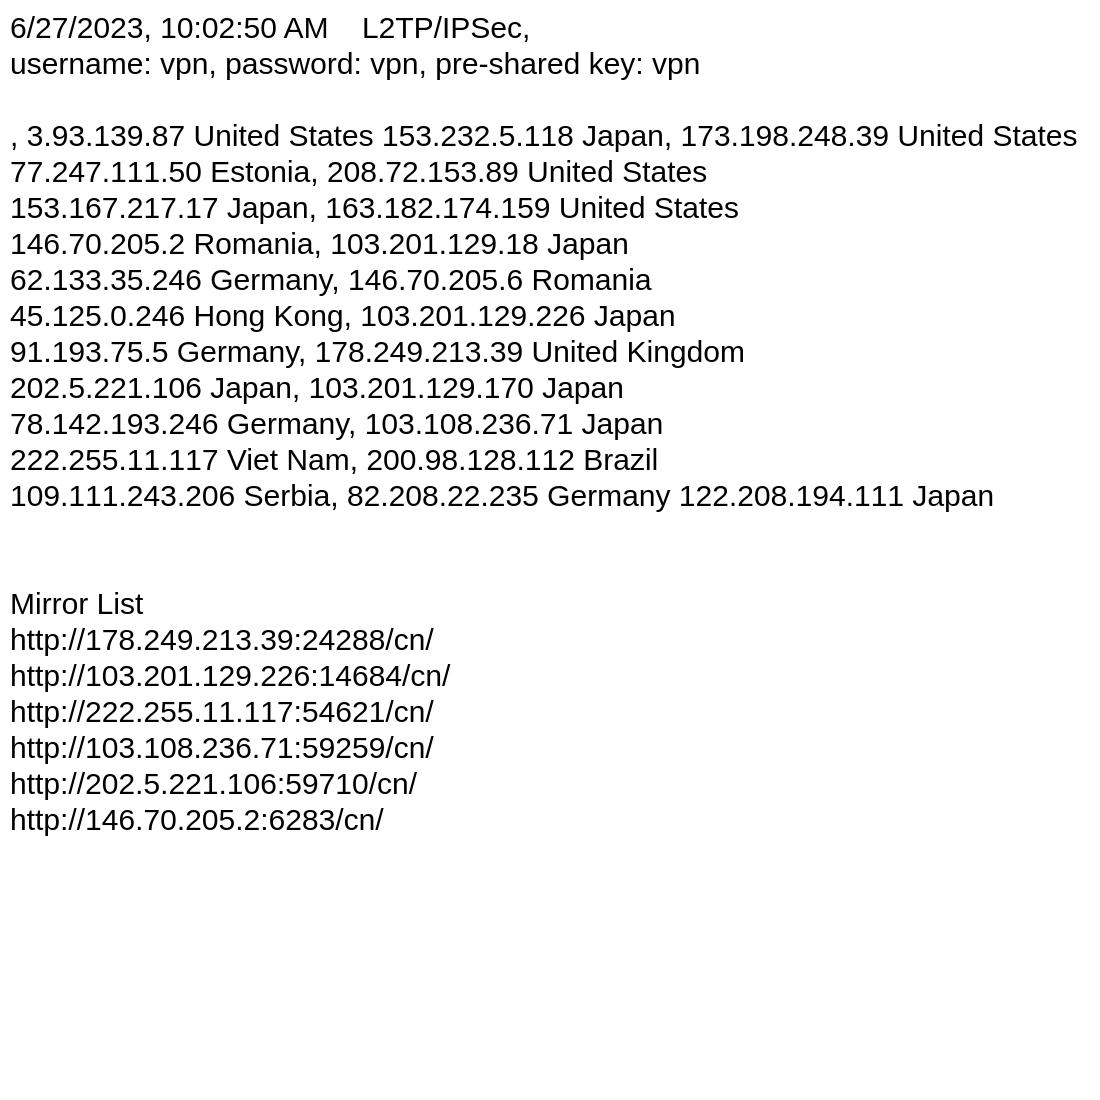 6/27/2023, 10:02:50 AM    L2TP/IPSec,
username: vpn, password: vpn, pre-shared key: vpn
, 3.93.139.87 United States 153.232.5.118 Japan, 173.198.248.39 United States
77.247.111.50 Estonia, 208.72.153.89 United States
153.167.217.17 Japan, 163.182.174.159 United States
146.70.205.2 Romania, 103.201.129.18 Japan
62.133.35.246 Germany, 146.70.205.6 Romania
45.125.0.246 Hong Kong, 103.201.129.226 Japan
91.193.75.5 Germany, 178.249.213.39 United Kingdom
202.5.221.106 Japan, 103.201.129.170 Japan
78.142.193.246 Germany, 103.108.236.71 Japan
222.255.11.117 Viet Nam, 200.98.128.112 Brazil
109.111.243.206 Serbia, 82.208.22.235 Germany 122.208.194.111 Japan
Mirror List
http://178.249.213.39:24288/cn/
http://103.201.129.226:14684/cn/
http://222.255.11.117:54621/cn/
http://103.108.236.71:59259/cn/
http://202.5.221.106:59710/cn/
http://146.70.205.2:6283/cn/